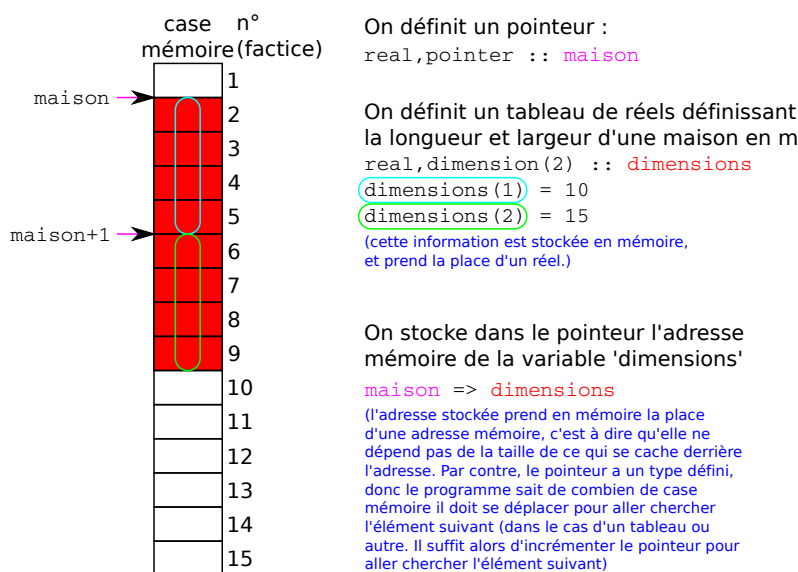 case n°
mémoire(factice)
1
maison
2
3
4
5
maison+1
6
7
8
9
10
11
12
13
14
15
On définit un pointeur :
real,pointer :: maison
On définit un tableau de réels définissant
la longueur et largeur d'une maison en m
real,dimension(2) :: dimensions
dimensions(1) = 10
dimensions(2) = 15
(cette information est stockée en mémoire,
et prend la place d'un réel.)
On stocke dans le pointeur l'adresse
mémoire de la variable 'dimensions'
maison => dimensions
(l'adresse stockée prend en mémoire la place
d'une adresse mémoire, c'est à dire qu'elle ne
dépend pas de la taille de ce qui se cache derrière
l'adresse. Par contre, le pointeur a un type défini,
donc le programme sait de combien de case
mémoire il doit se déplacer pour aller chercher
l'élément suivant (dans le cas d'un tableau ou
autre. Il suffit alors d'incrémenter le pointeur pour
aller chercher l'élément suivant)